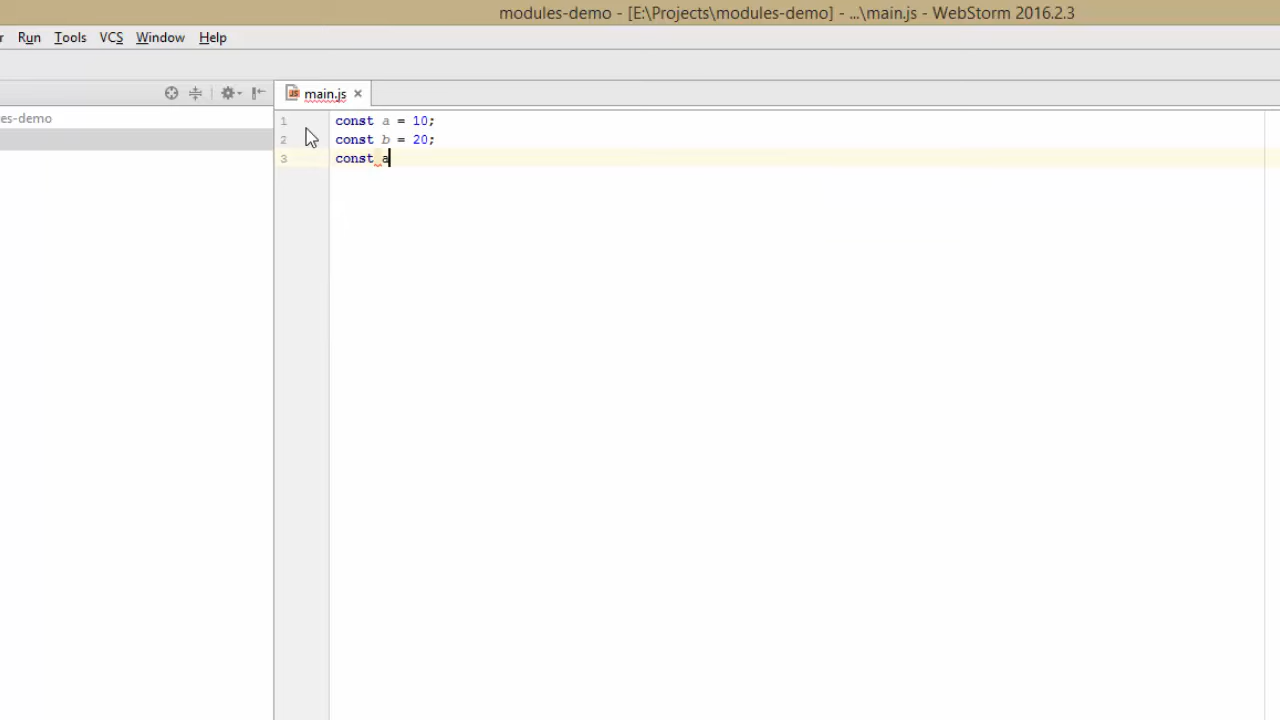 modules-demo - [E:\Projects\modules-demo] - ...\main.js - WebStorm 2016.2.3
r Run Tools VCS Window Help
main.js
es-demo
1 const a = 10;
2 const b = 20;
3 const a